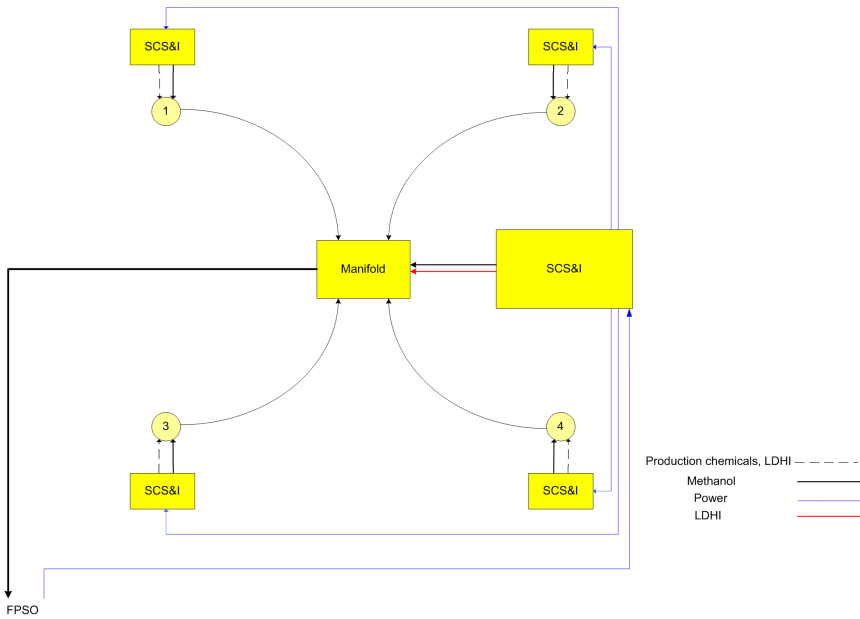 SCS&I
SCS&I
1
2
Manifold
SCS&I
3
4
SCS&I
SCS&I
Production chemicals, LDHI
Methanol
Power
LDHI
FPSO